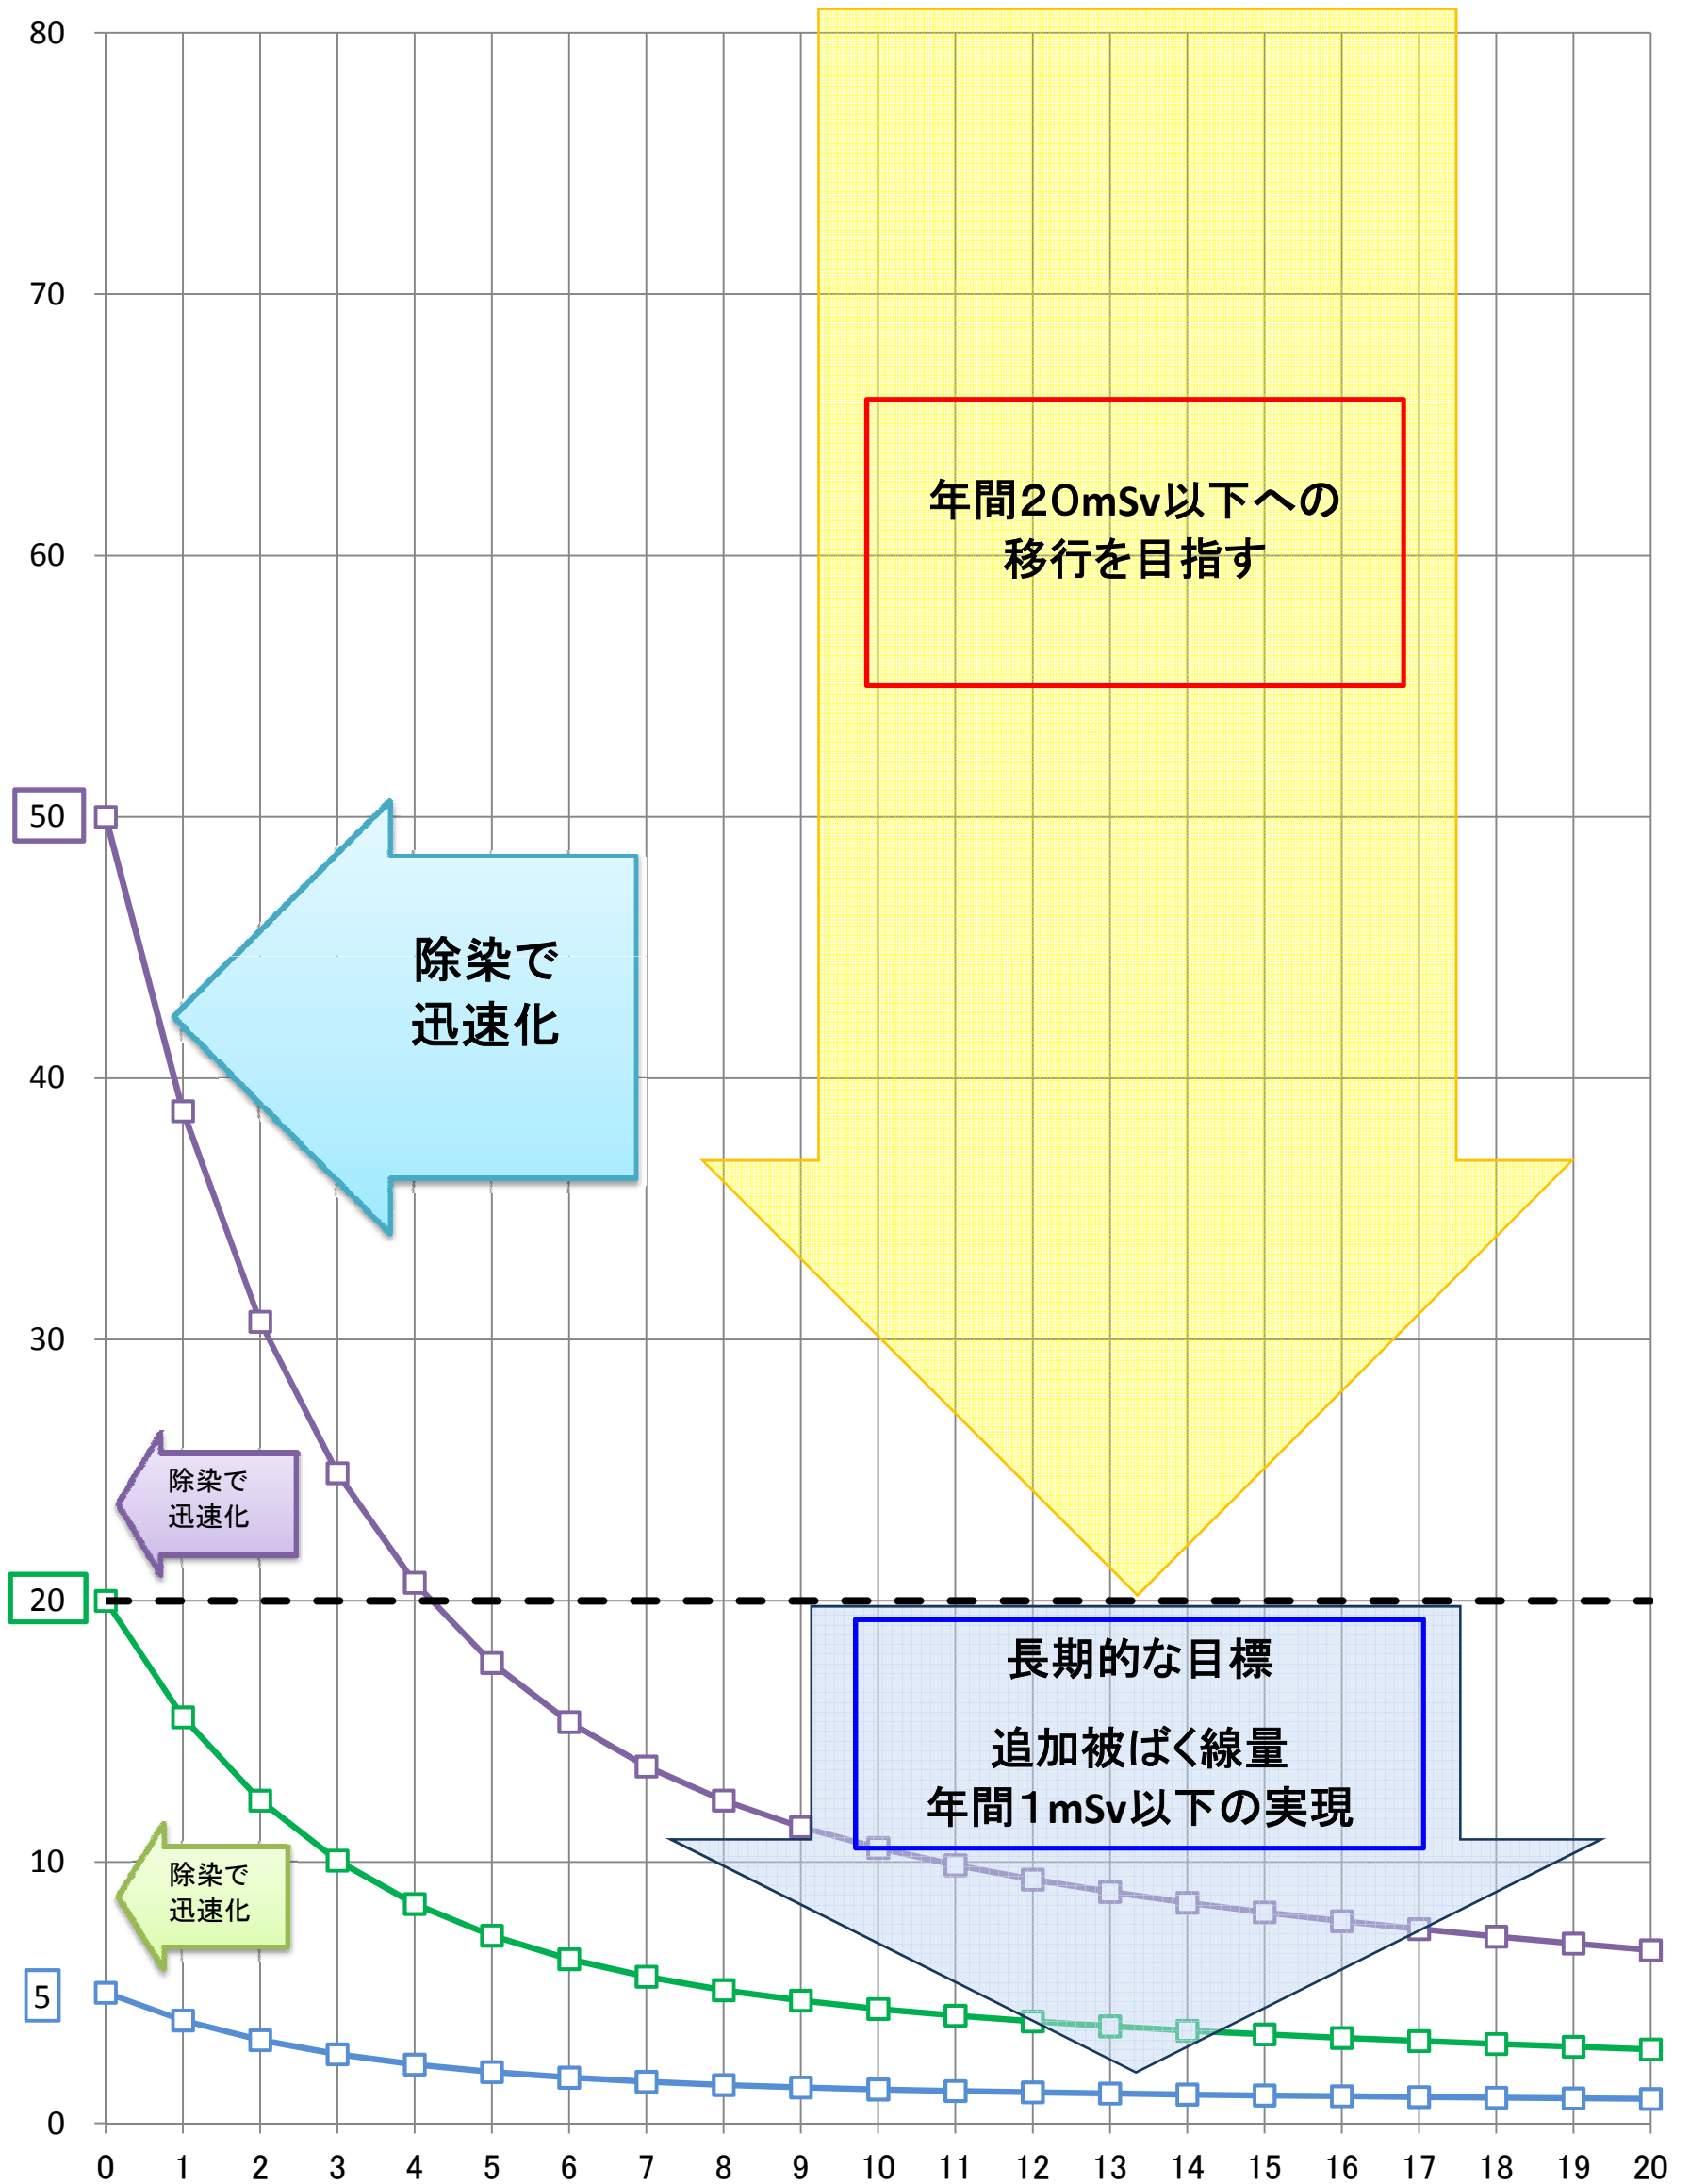 80
70
60
50
40
30
20
10
5
0
年間20mSv以下への
移行を目指す
除染で
迅速化
除染で
迅速化
長期的な目標
追加被ばく線量
年間1mSv以下の実現
除染で
迅速化
0 1 2 3 4 5 6 7 8 9 10 11 12 13 14 15 16 17 18 19 20